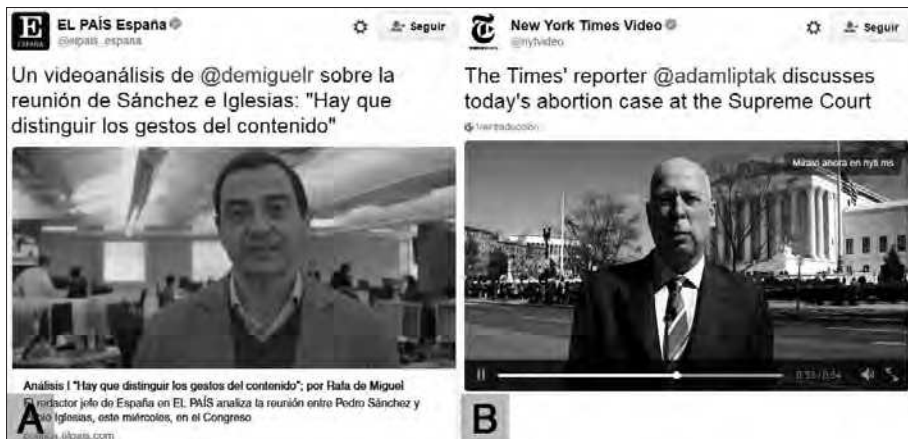 E
ESPAÑA
EL PAÍS España
@elpais_espana
Seguir
Un videoanálisis de @demiguelr sobre la
reunión de Sánchez e Iglesias: "Hay que
distinguir los gestos del contenido"
Análisis I "Hay que distinguir los gestos del contenido"; por Rafa de Miguel
El redactor jefe de España en EL PAÍS analiza la reunión entre Pedro Sánchez y
Iglesias, este miércoles, en el Congreso
A
New York Times Video
@nytvideo
Seguir
The Times' reporter @adamliptak discusses
today's abortion case at the Supreme Court
Ver traducción
Míralo ahora en nyti.ms
B